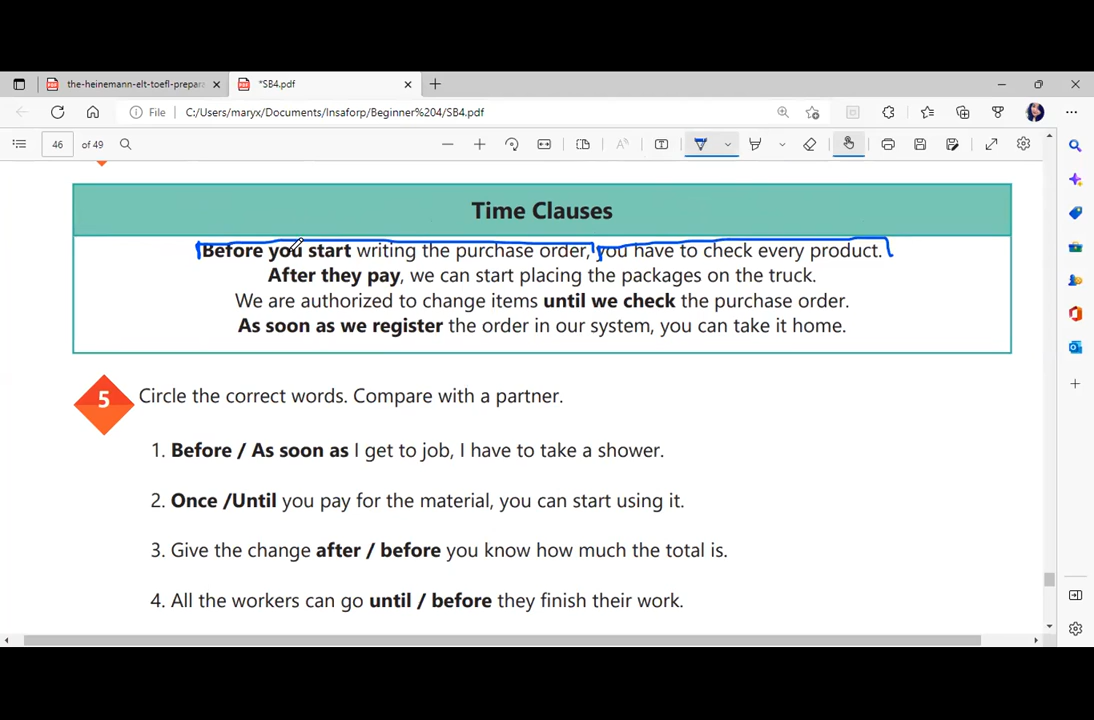 the-heinemann-elt-toefl-prepara
*SB4.pdf
File
C:/Users/maryx/Documents/Insaforp/Beginner%204/SB4.pdf
46
of 49
Time Clauses
Before you start writing the purchase order, you have to check every product.
After they pay, we can start placing the packages on the truck.
We are authorized to change items until we check the purchase order.
As soon as we register the order in our system, you can take it home.
5
Circle the correct words. Compare with a partner.
1. Before / As soon as I get to job, I have to take a shower.
2. Once /Until you pay for the material, you can start using it.
3. Give the change after / before you know how much the total is.
4. All the workers can go until / before they finish their work.